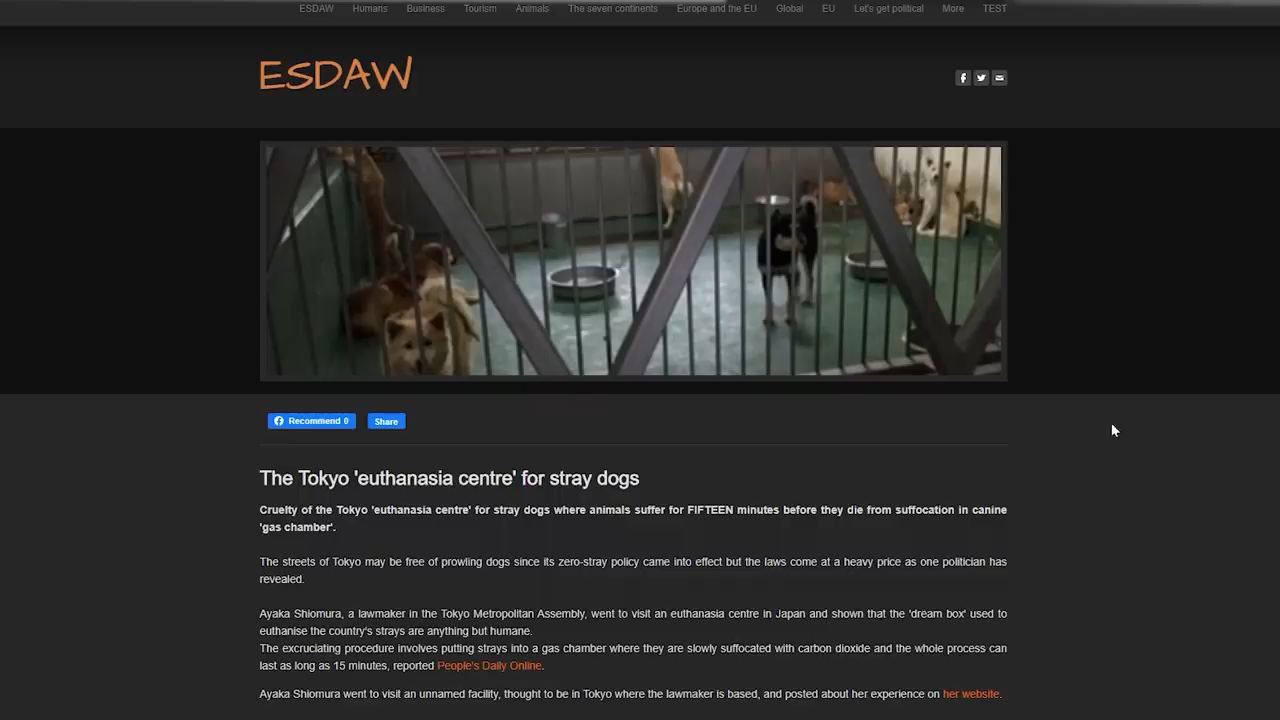 ESDAW Humans Business Tourism Animals The seven continents Europe and the EU Global EU Let's get political More TEST
ESDAW
Recommend 0 Share
The Tokyo 'euthanasia centre' for stray dogs
Cruelty of the Tokyo 'euthanasia centre' for stray dogs where animals suffer for FIFTEEN minutes before they die from suffocation in canine
'gas chamber'.
The streets of Tokyo may be free of prowling dogs since its zero-stray policy came into effect but the laws come at a heavy price as one politician has
revealed.
Ayaka Shiomura, a lawmaker in the Tokyo Metropolitan Assembly, went to visit an euthanasia centre in Japan and shown that the 'dream box' used to
euthanise the country's strays are anything but humane.
The excruciating procedure involves putting strays into a gas chamber where they are slowly suffocated with carbon dioxide and the whole process can
last as long as 15 minutes, reported People's Daily Online.
Ayaka Shiomura went to visit an unnamed facility, thought to be in Tokyo where the lawmaker is based, and posted about her experience on her website.